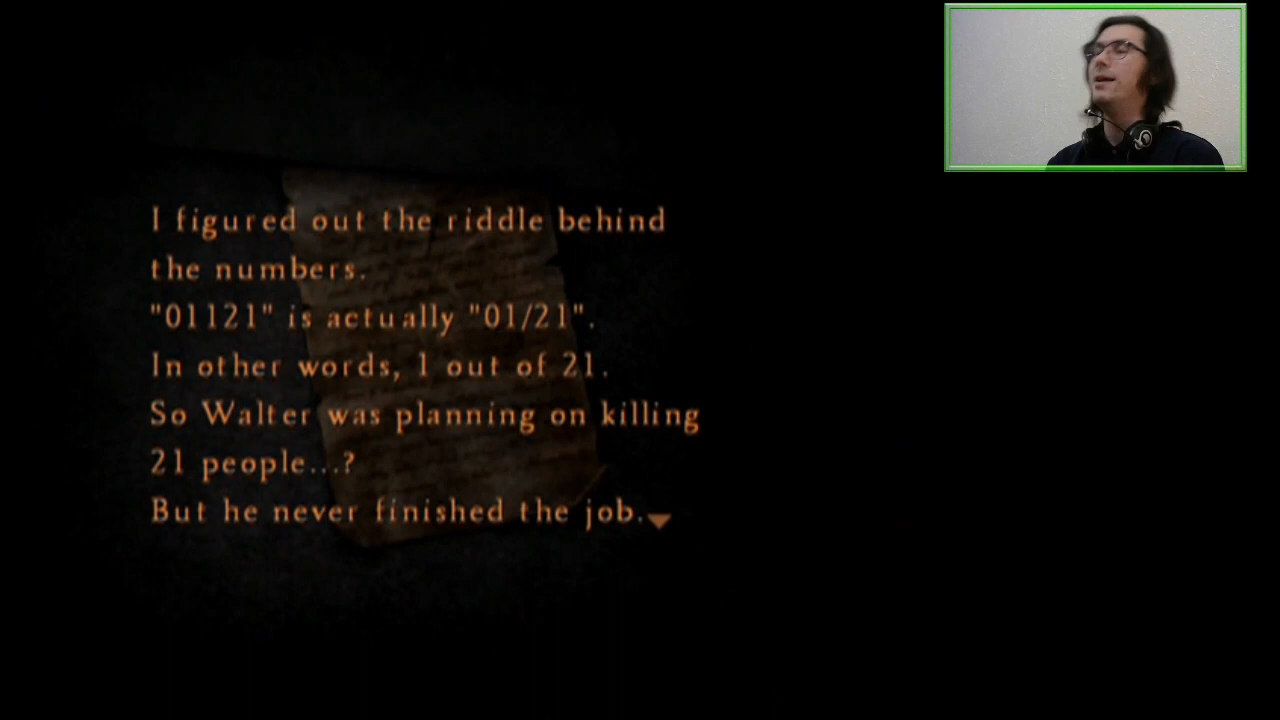 I figured out the riddle behind
the numbers.
"01121" is actually "01/21".
In other words, 1 out of 21.
So Walter was planning on killing
21 people...?
But he never finished the job.